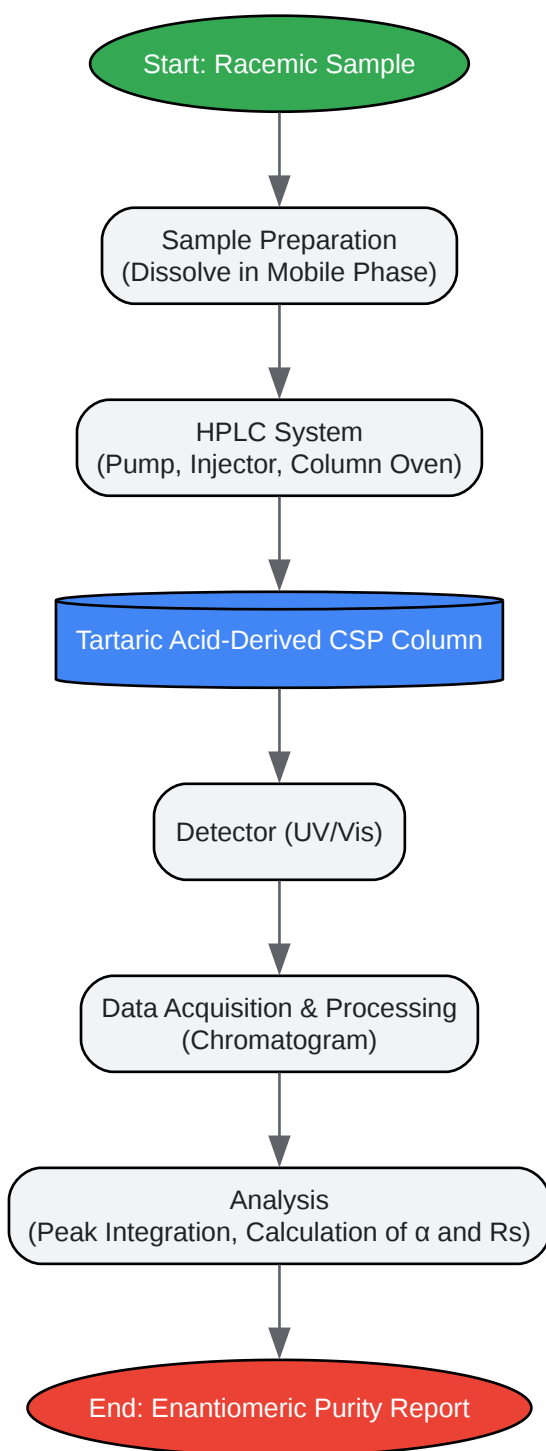 Start: Racemic Sample
Sample Preparation
(Dissolve in Mobile Phase)
HPLC System
(Pump, Injector, Column Oven)
Tartaric Acid-Derived CSP Column
Detector (UV/Vis)
Data Acquisition & Processing
(Chromatogram)
Analysis
(Peak Integration, Calculation of α and Rs)
End: Enantiomeric Purity Report